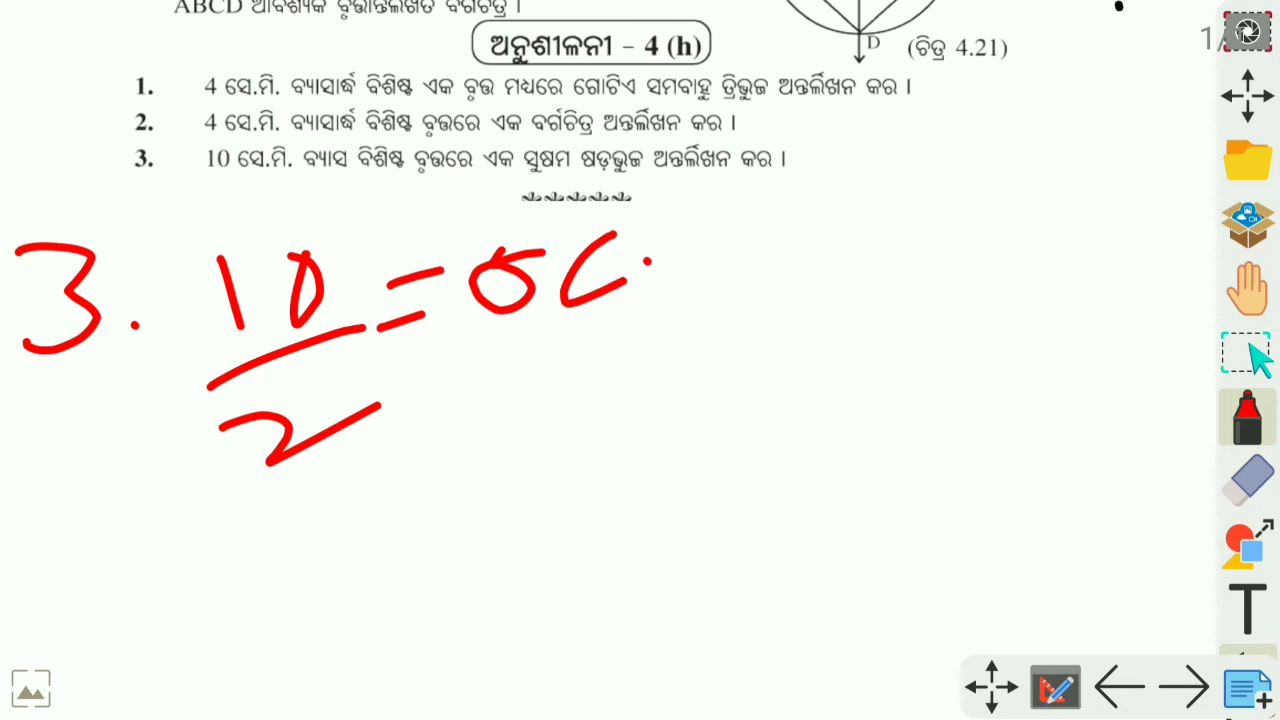 ABCD ଆବଶ୍ୟକ ବୃତ୍ତାନ୍ତର୍ଲିଖିତ ବର୍ଗଚିତ୍ର ।
D
(ଚିତ୍ର 4.21)
ଅନୁଶୀଳନୀ – 4 (h)
1. 4 ସେ.ମି. ବ୍ୟାସାର୍ଦ୍ଧ ବିଶିଷ୍ଟ ଏକ ବୃତ୍ତ ମଧ୍ୟରେ ଗୋଟିଏ ସମବାହୁ ତ୍ରିଭୁଜ ଅନ୍ତର୍ଲିଖନ କର ।
2. 4 ସେ.ମି. ବ୍ୟାସାର୍ଦ୍ଧ ବିଶିଷ୍ଟ ବୃତ୍ତରେ ଏକ ବର୍ଗଚିତ୍ର ଅନ୍ତର୍ଲିଖନ କର ।
3. 10 ସେ.ମି. ବ୍ୟାସ ବିଶିଷ୍ଟ ବୃତ୍ତରେ ଏକ ସୁଷମ ଷଡ଼ଭୁଜ ଅନ୍ତର୍ଲିଖନ କର ।
3. 10 =
2